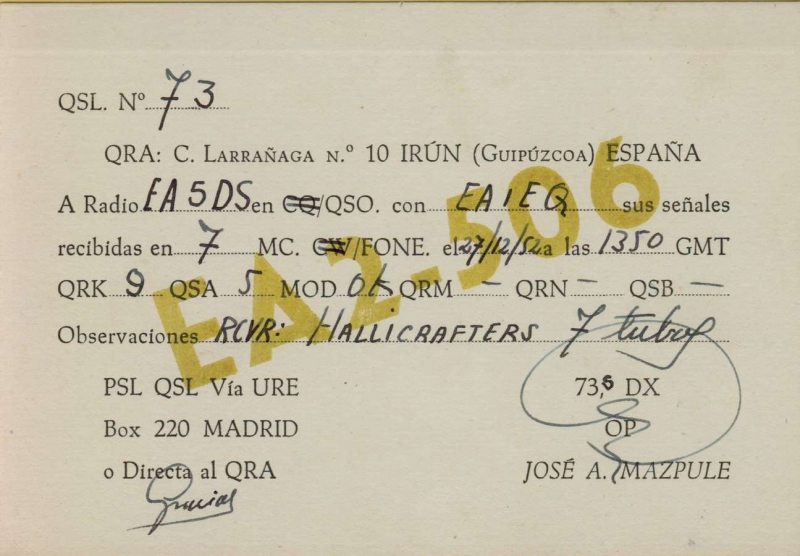 QSL. Nº 73
QRA: C. Larrañaga n.º 10 IRÚN (Guipúzcoa) ESPAÑA
A Radio EA5DS en CQ/QSO. con EA1EQ sus señales
recibidas en 7 MC. CW/FONE. el 27/12/52 a las 1350 GMT
EA2-506
QRK 9 QSA 5 MOD OK QRM — QRN — QSB —
Observaciones RCVR: HALLICRAFTERS 7 tubos
PSL QSL Vía URE 73,s DX
Box 220 MADRID OP
o Directa al QRA JOSÉ A. MAZPULE
Gracias